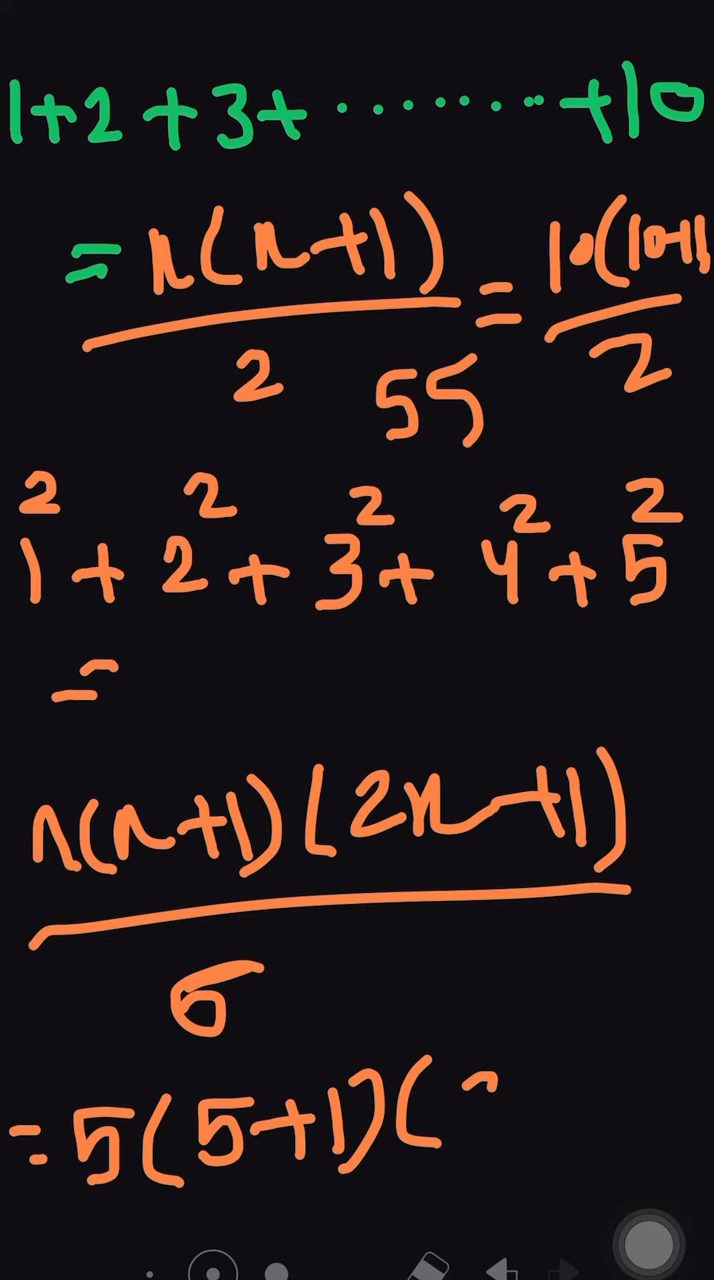 1+2+3+........+10
= n(n+1)/2 = 10(10+1)/2
55
1² + 2² + 3² + 4² + 5²
=
n(n+1)(2n+1)
6
= 5(5+1)(